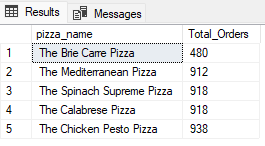 Results Messages
pizza_name Total_Orders
1 The Brie Carre Pizza 480
2 The Mediterranean Pizza 912
3 The Spinach Supreme Pizza 918
4 The Calabrese Pizza 918
5 The Chicken Pesto Pizza 938